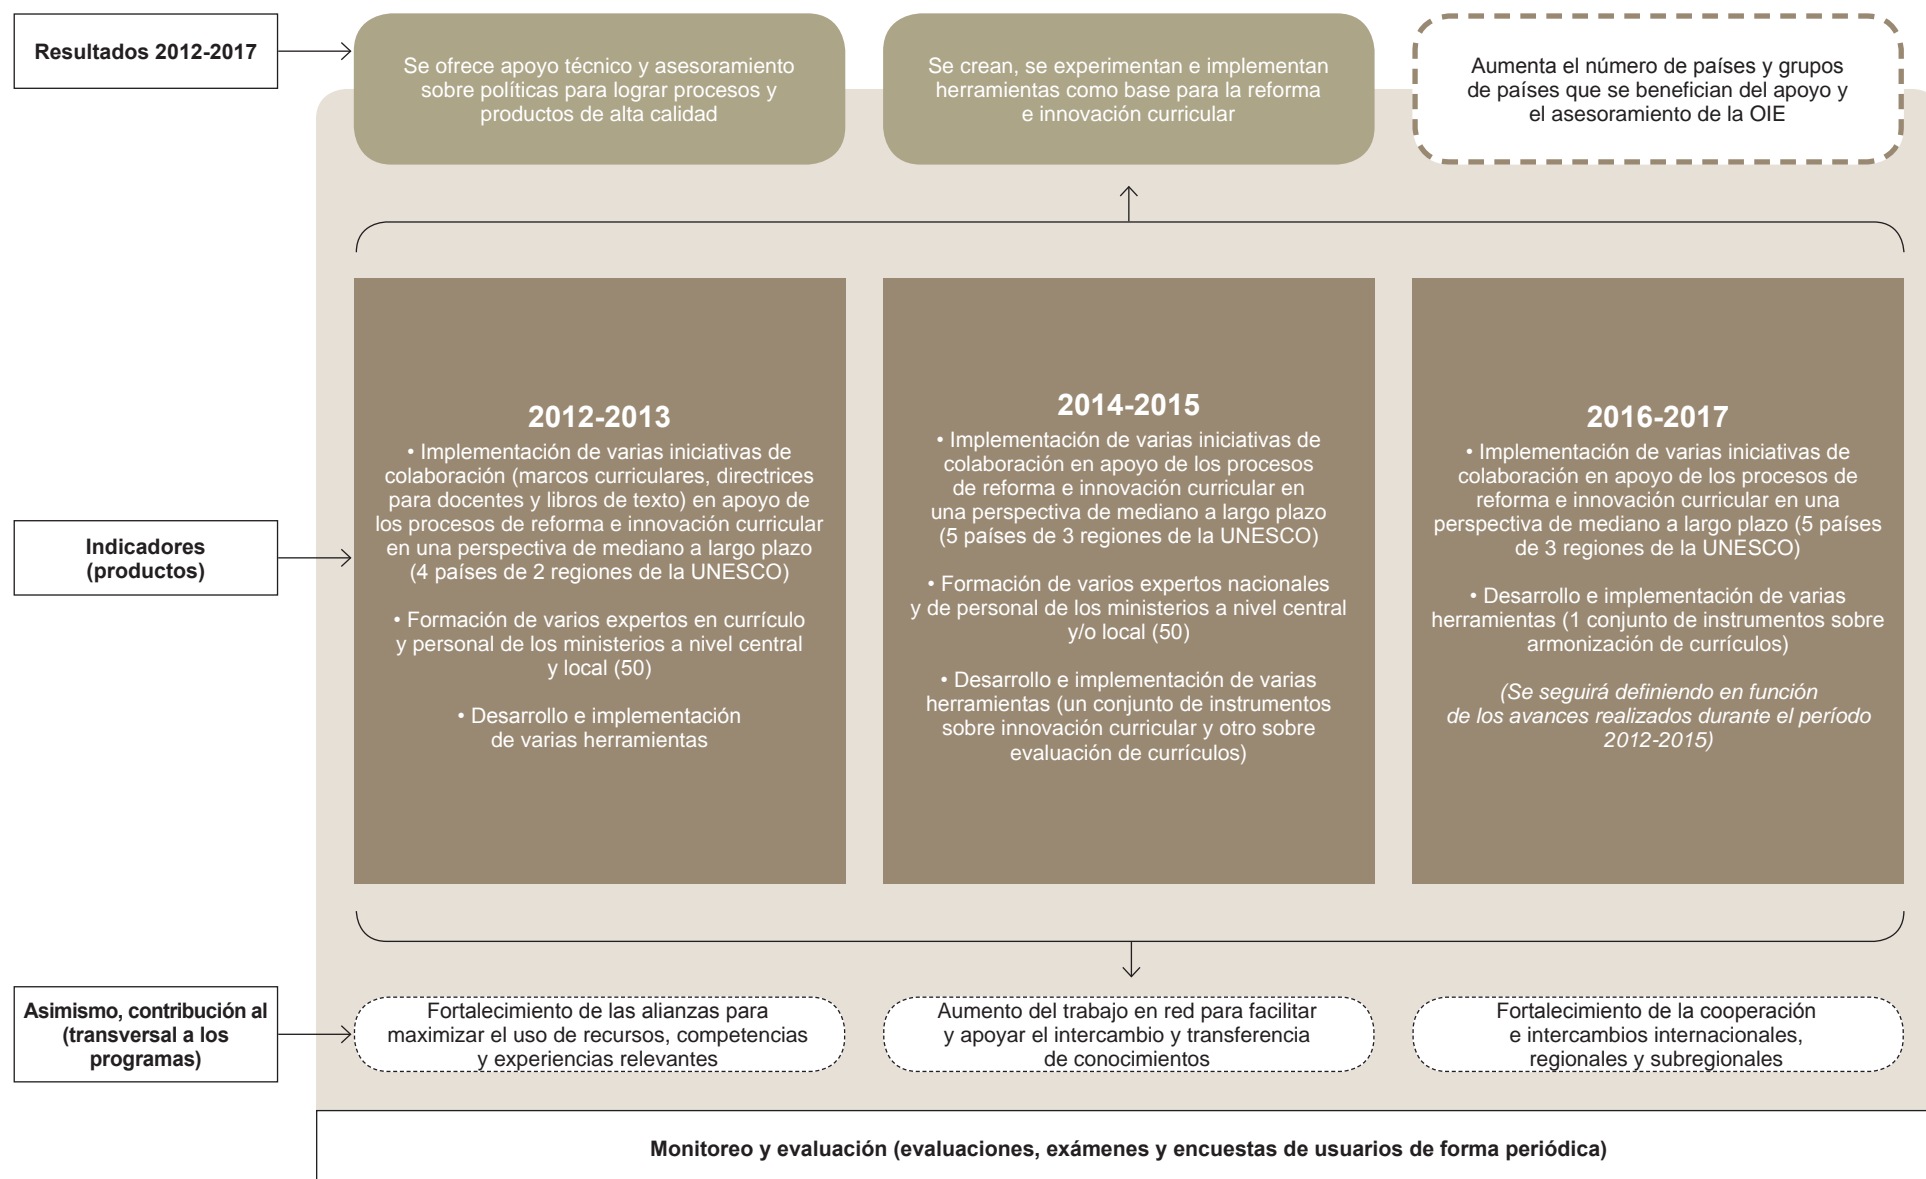 Resultados 2012-2017
Se ofrece apoyo técnico y asesoramiento
sobre políticas para lograr procesos y
productos de alta calidad
Se crean, se experimentan e implementan
herramientas como base para la reforma
e innovación curricular
Aumenta el número de países y grupos
de países que se benefician del apoyo y
el asesoramiento de la OIE
Indicadores
(productos)
2012-2013
• Implementación de varias iniciativas de
colaboración (marcos curriculares, directrices
para docentes y libros de texto) en apoyo de
los procesos de reforma e innovación curricular
en una perspectiva de mediano a largo plazo
(4 países de 2 regiones de la UNESCO)
• Formación de varios expertos en currículo
y personal de los ministerios a nivel central
y local (50)
• Desarrollo e implementación
de varias herramientas
2014-2015
• Implementación de varias iniciativas de
colaboración en apoyo de los procesos
de reforma e innovación curricular en
una perspectiva de mediano a largo plazo
(5 países de 3 regiones de la UNESCO)
• Formación de varios expertos nacionales
y de personal de los ministerios a nivel central
y/o local (50)
• Desarrollo e implementación de varias
herramientas (un conjunto de instrumentos
sobre innovación curricular y otro sobre
evaluación de currículos)
2016-2017
• Implementación de varias iniciativas de
colaboración en apoyo de los procesos de
reforma e innovación curricular en una
perspectiva de mediano a largo plazo (5 países
de 3 regiones de la UNESCO)
• Desarrollo e implementación de varias
herramientas (1 conjunto de instrumentos sobre
armonización de currículos)
(Se seguirá definiendo en función
de los avances realizados durante el período
2012-2015)
Asimismo, contribución al
(transversal a los
programas)
Fortalecimiento de las alianzas para
maximizar el uso de recursos, competencias
y experiencias relevantes
Aumento del trabajo en red para facilitar
y apoyar el intercambio y transferencia
de conocimientos
Fortalecimiento de la cooperación
e intercambios internacionales,
regionales y subregionales
Monitoreo y evaluación (evaluaciones, exámenes y encuestas de usuarios de forma periódica)